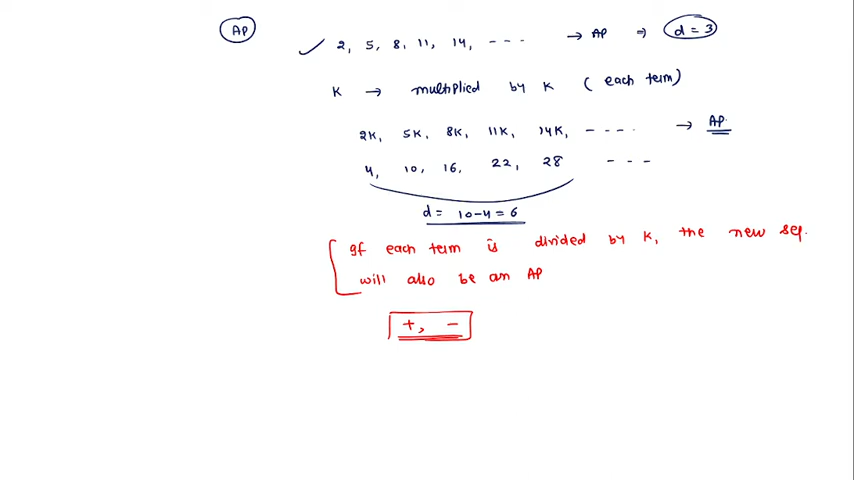 AP
2, 5, 8, 11, 14, - - - → AP ⇒ d = 3
K → multiplied by K ( each term)
2K, 5K, 8K, 11K, 14K, - - - - → AP.
4, 10, 16, 22, 28 - - -
d = 10-4 = 6
If each term is divided by K, the new seq.
will also be an AP
+, -